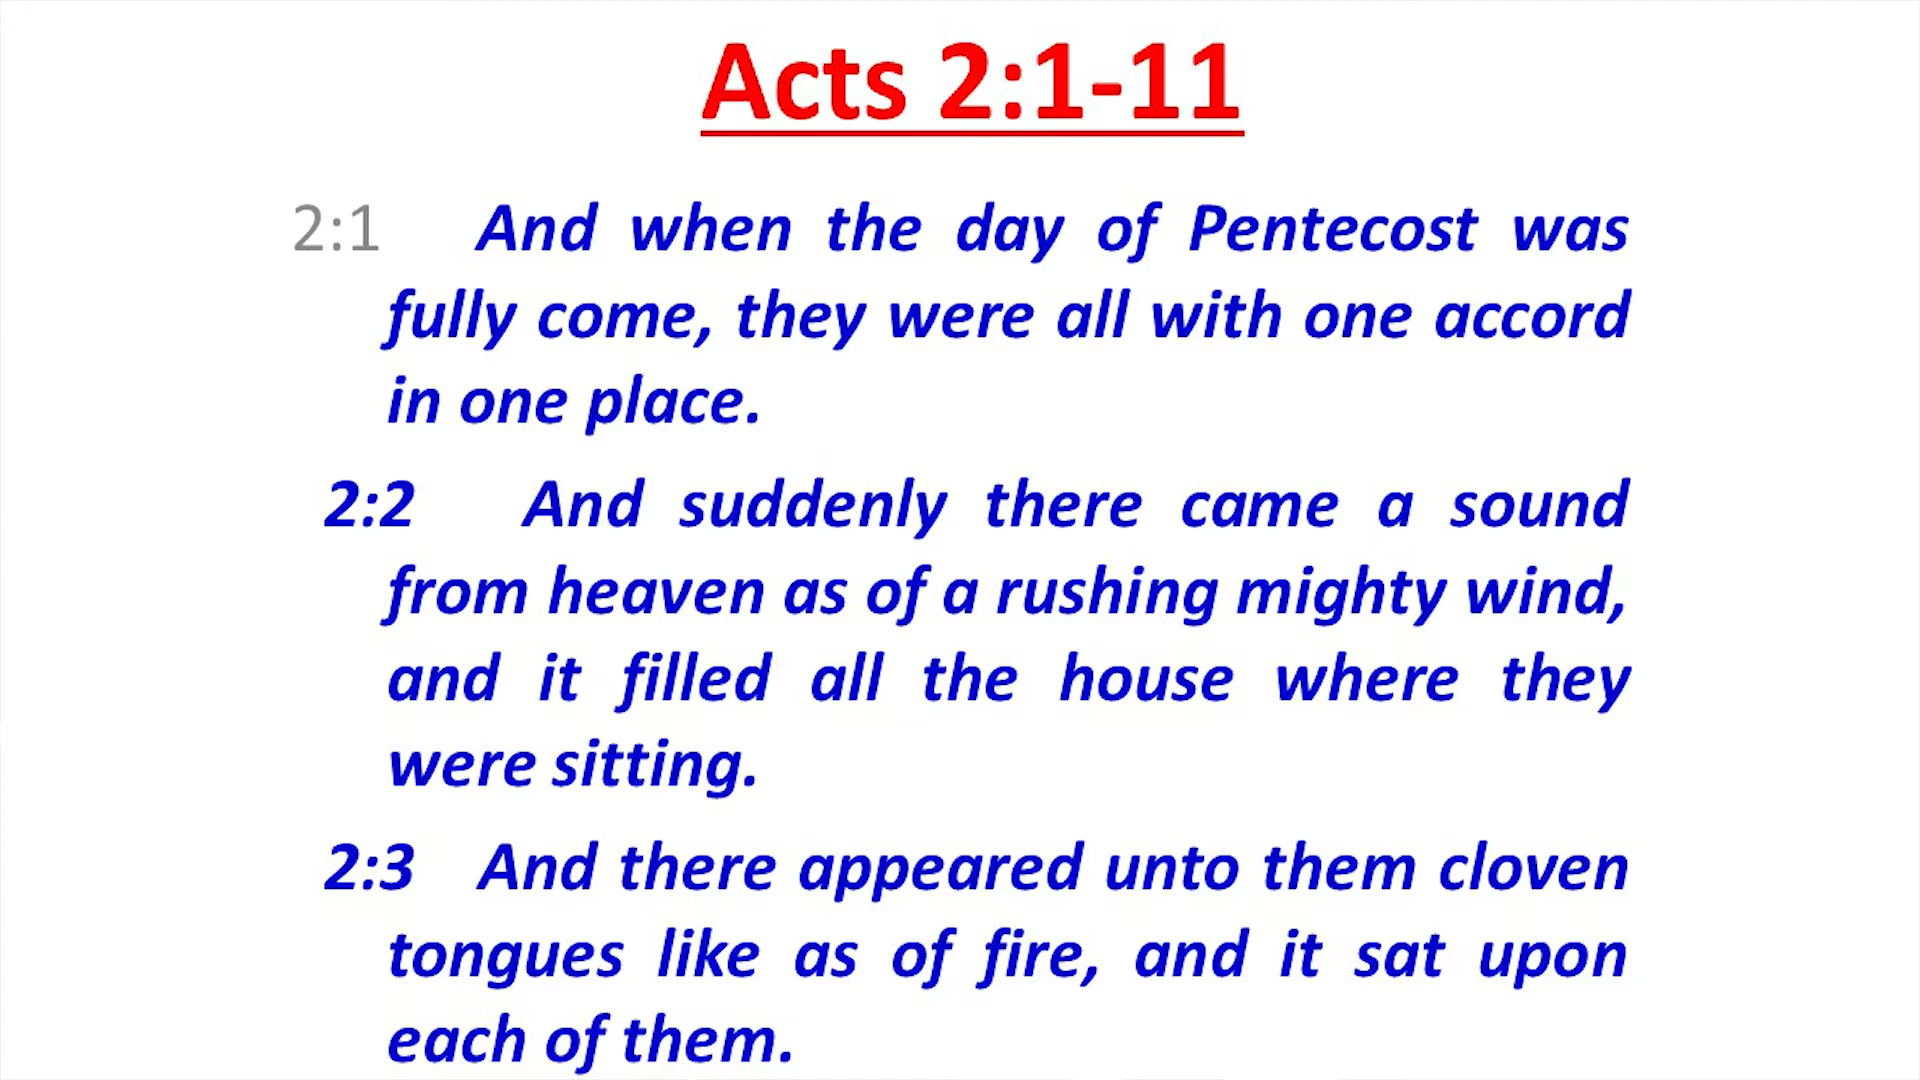 Acts 2:1-11
2:1 And when the day of Pentecost was
fully come, they were all with one accord
in one place.
2:2 And suddenly there came a sound
from heaven as of a rushing mighty wind,
and it filled all the house where they
were sitting.
2:3 And there appeared unto them cloven
tongues like as of fire, and it sat upon
each of them.